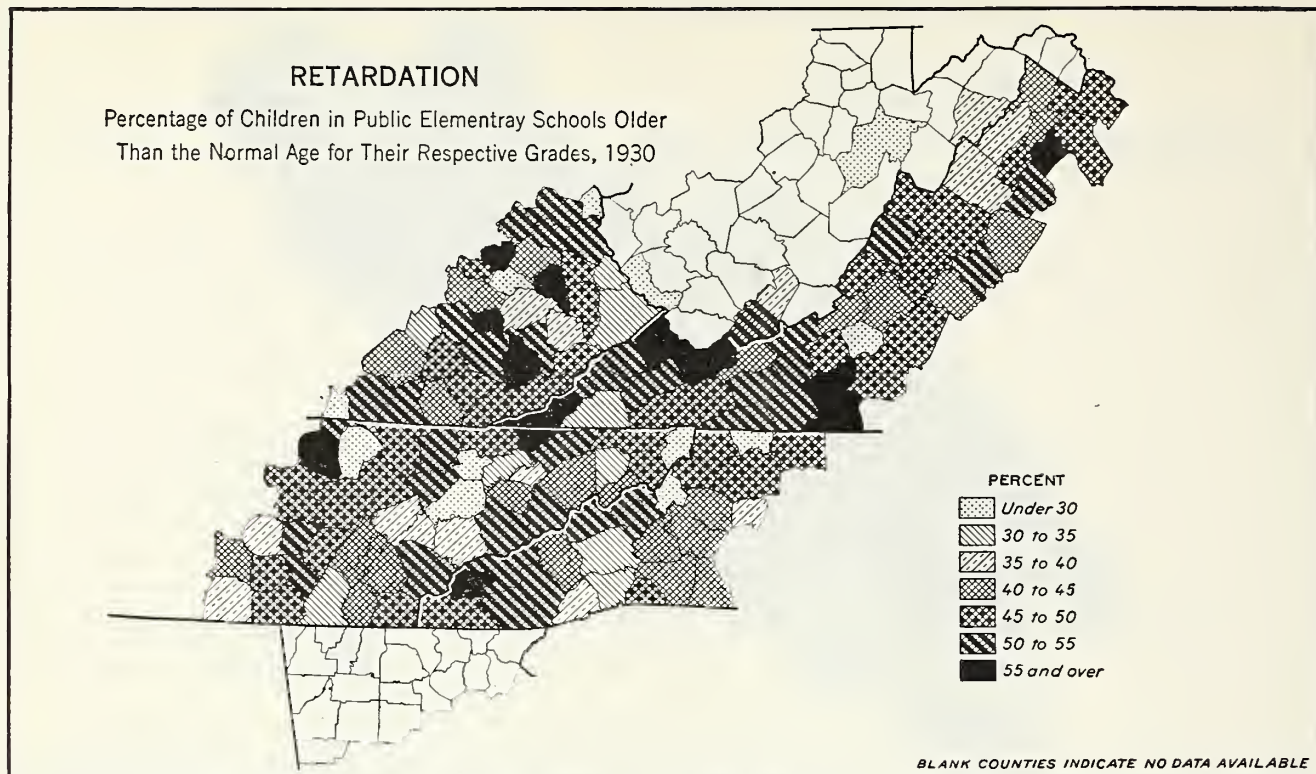 RETARDATION
Percentage of Children in Public Elementray Schools Older
Than the Normal Age for Their Respective Grades, 1930
PERCENT
Under 30
30 to 35
35 to 40
40 to 45
45 to 50
50 to 55
55 and over
BLANK COUNTIES INDICATE NO DATA AVAILABLE